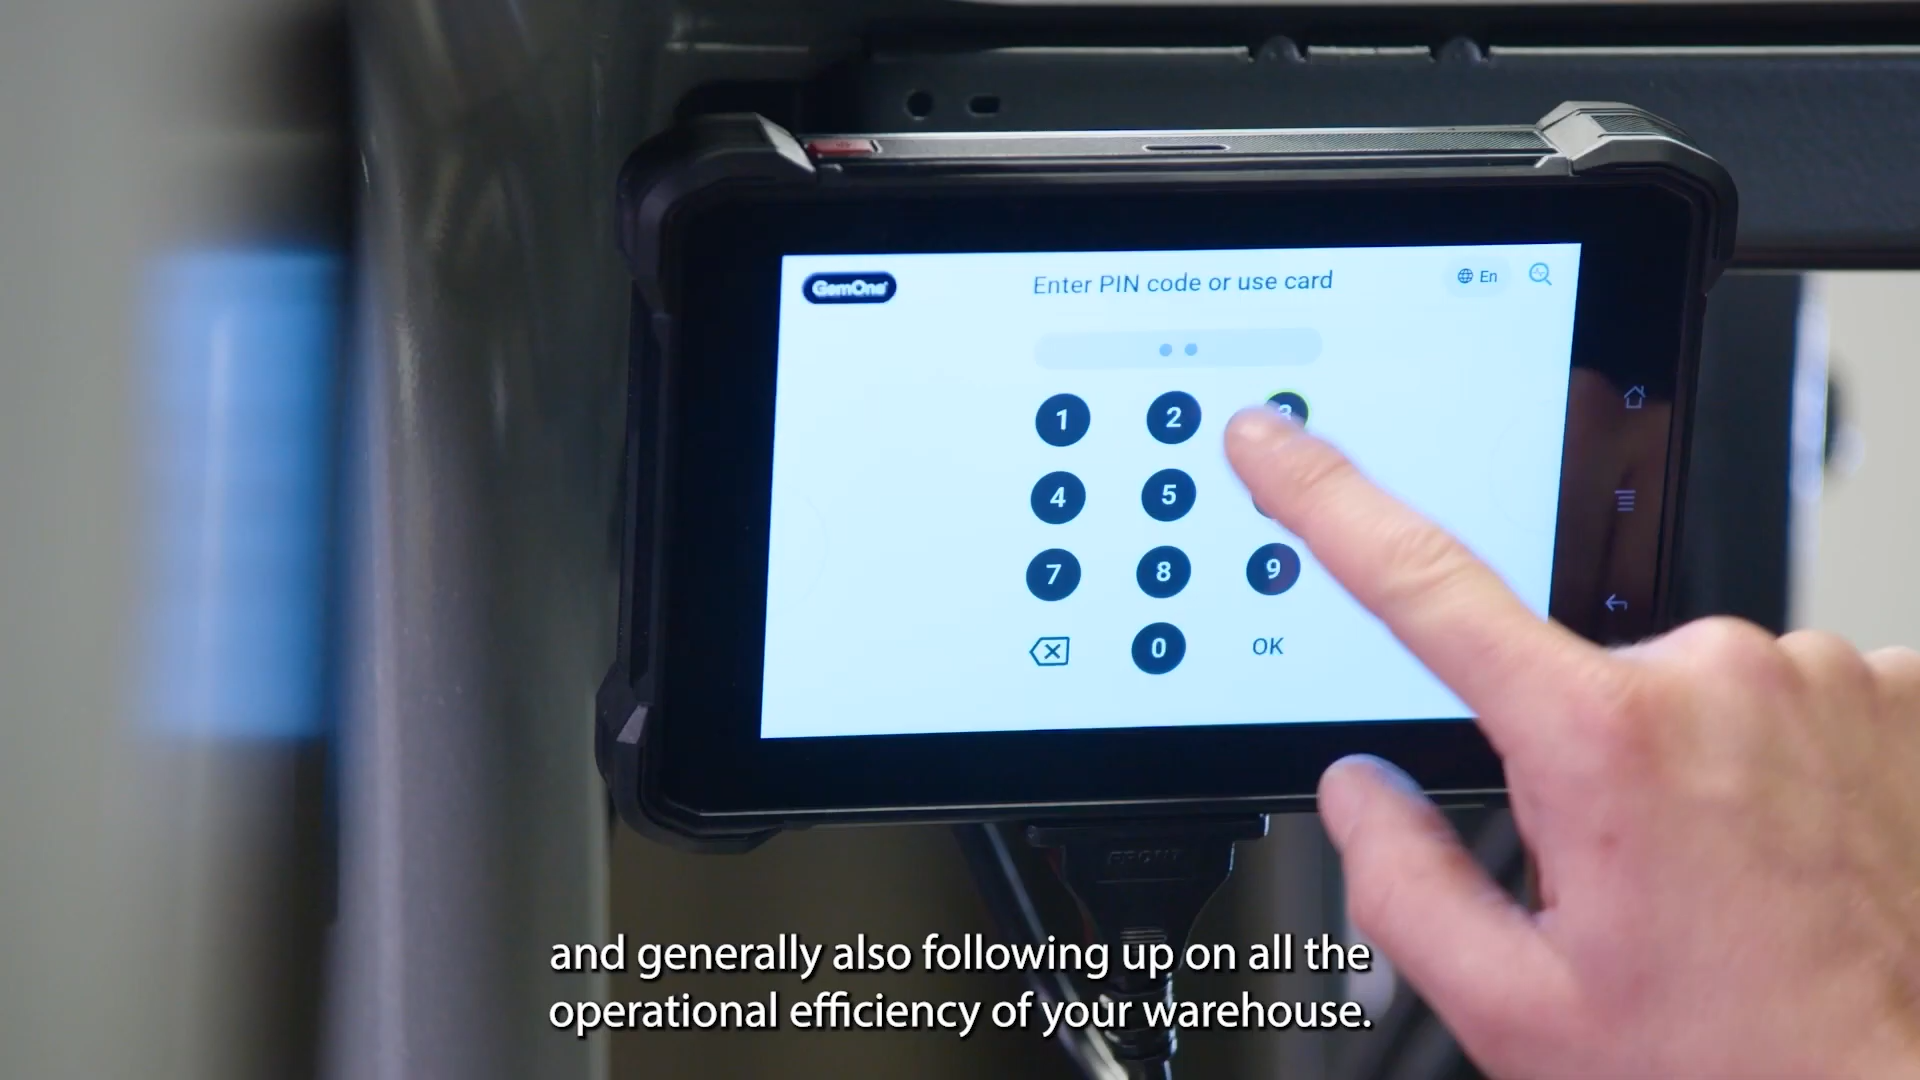 GemOne
Enter PIN code or use card
En
1 2 3
4 5
7 8 9
0 OK
and generally also following up on all the
operational efficiency of your warehouse.